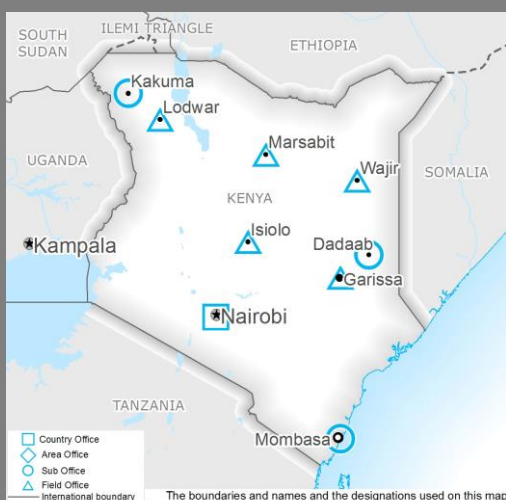 SOUTH
SUDAN
ILEMI TRIANGLE
ETHIOPIA
Kakuma
Lodwar
Marsabit
Wajir
UGANDA
SOMALIA
KENYA
Isiolo
Dadaab
Kampala
Garissa
Nairobi
TANZANIA
Mombasa
Country Office
Area Office
Sub Office
Field Office
International boundary
The boundaries and names and the designations used on this map